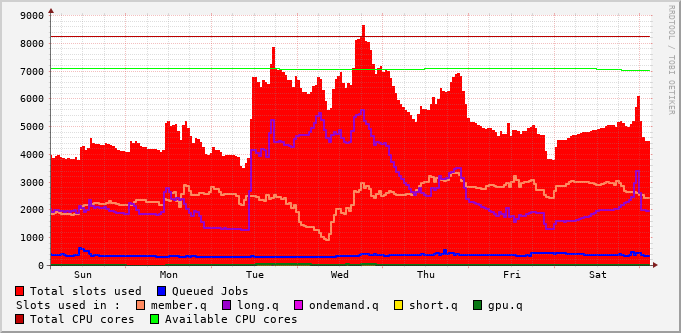 RRDTOOL / TOBI OETIKER
9000
8000
7000
6000
5000
4000
3000
2000
1000
0
Sun Mon Tue Wed Thu Fri Sat
Total slots used Queued Jobs
Slots used in : member.q long.q ondemand.q short.q gpu.q
Total CPU cores Available CPU cores